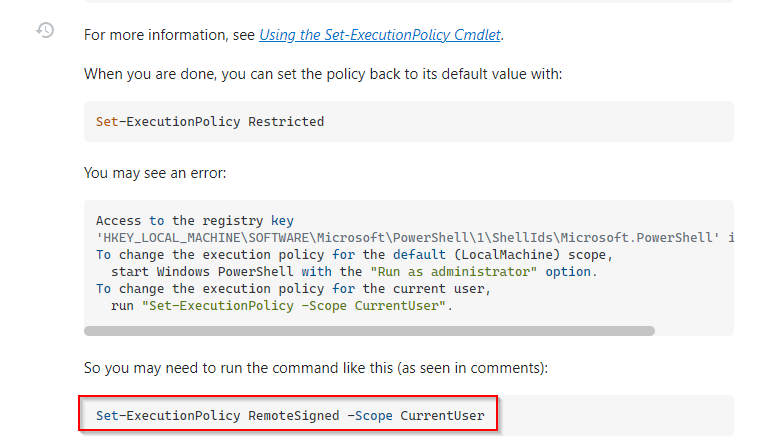 For more information, see Using the Set-ExecutionPolicy Cmdlet.
When you are done, you can set the policy back to its default value with:
Set-ExecutionPolicy Restricted
You may see an error:
Access to the registry key
'HKEY_LOCAL_MACHINE\SOFTWARE\Microsoft\PowerShell\1\ShellIds\Microsoft.PowerShell' i
To change the execution policy for the default (LocalMachine) scope,
  start Windows PowerShell with the "Run as administrator" option.
To change the execution policy for the current user,
  run "Set-ExecutionPolicy -Scope CurrentUser".
So you may need to run the command like this (as seen in comments):
Set-ExecutionPolicy RemoteSigned -Scope CurrentUser